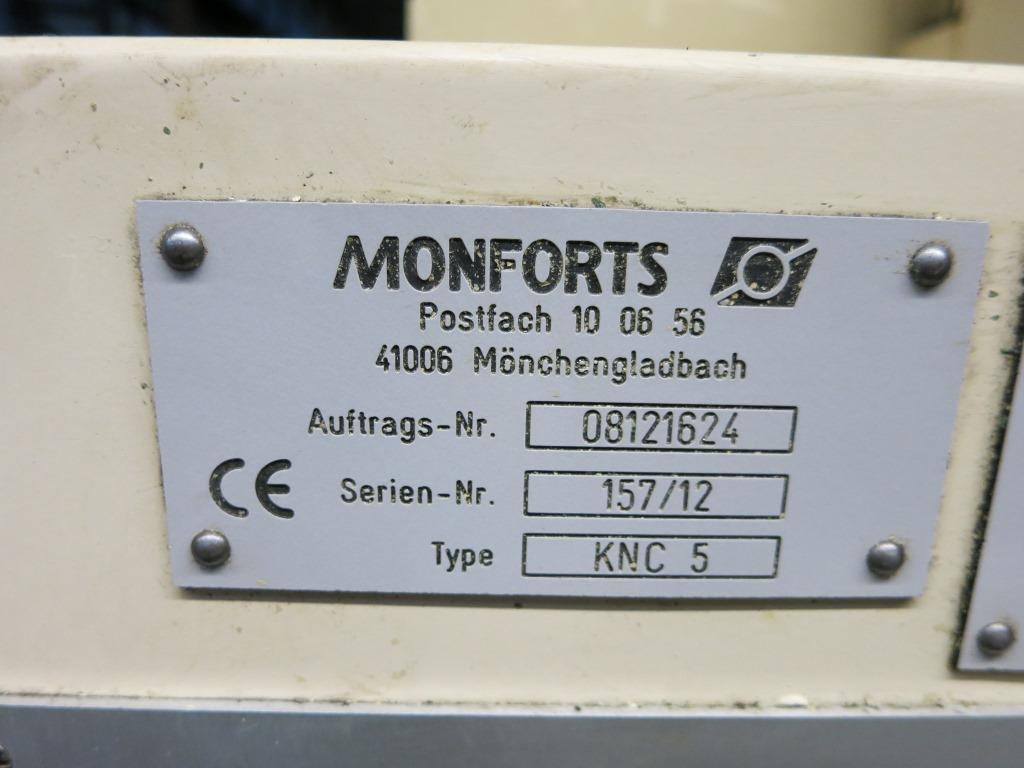 MONFORTS
Postfach 10 06 56
41006 Mönchengladbach
Auftrags-Nr. 08121624
CE Serien-Nr. 157/12
Type KNC 5